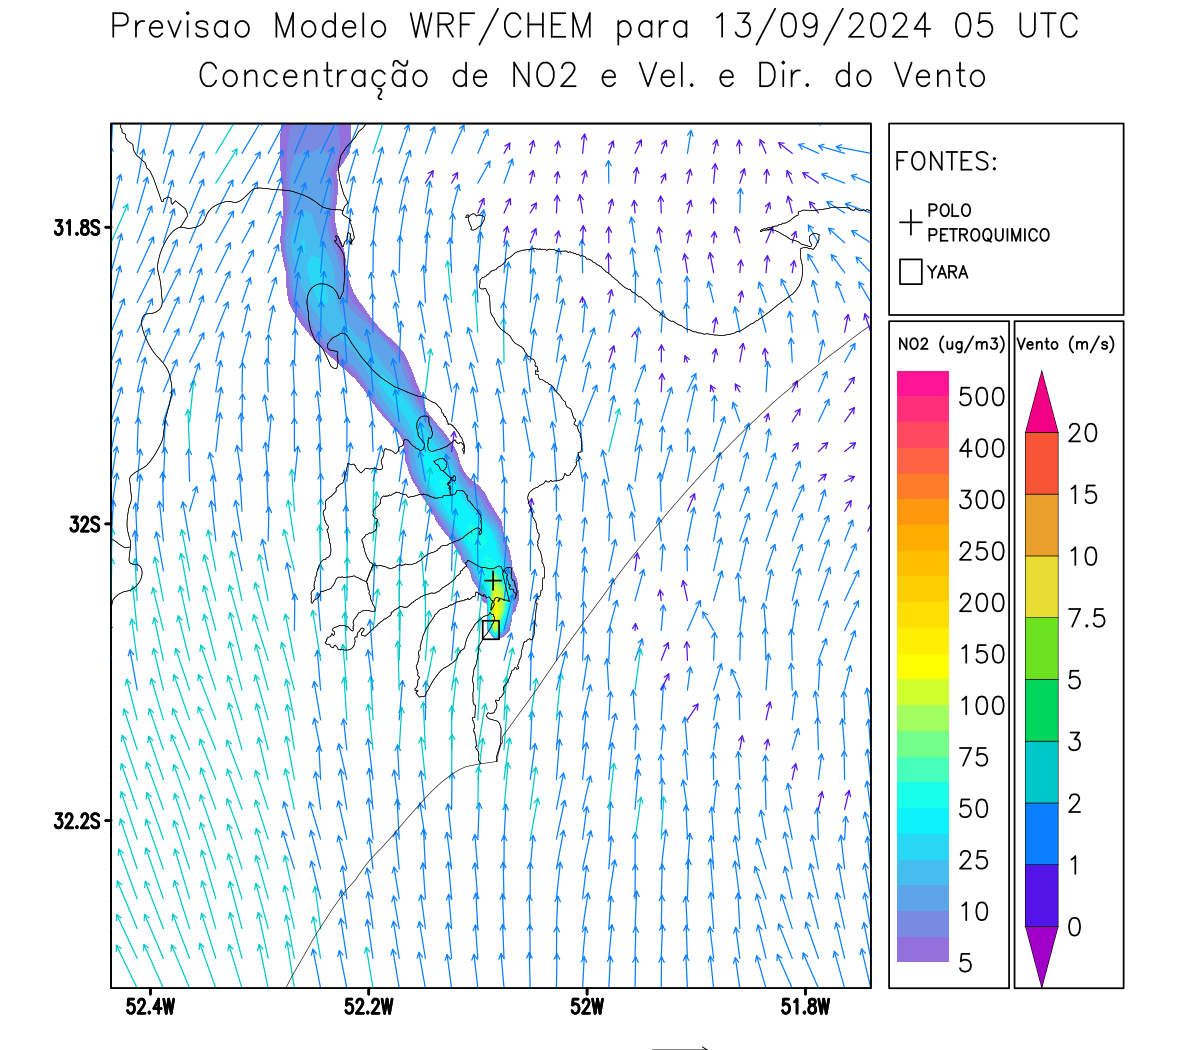 Previsao Modelo WRF/CHEM para 13/09/2024 05 UTC
Concentração de NO2 e Vel. e Dir. do Vento
FONTES:
POLO
PETROQUIMICO
YARA
31.8S
32S
32.2S
52.4W
52.2W
52W
51.8W
NO2 (ug/m3)
500
400
300
250
200
150
100
75
50
25
10
5
Vento (m/s)
20
15
10
7.5
5
3
2
1
0